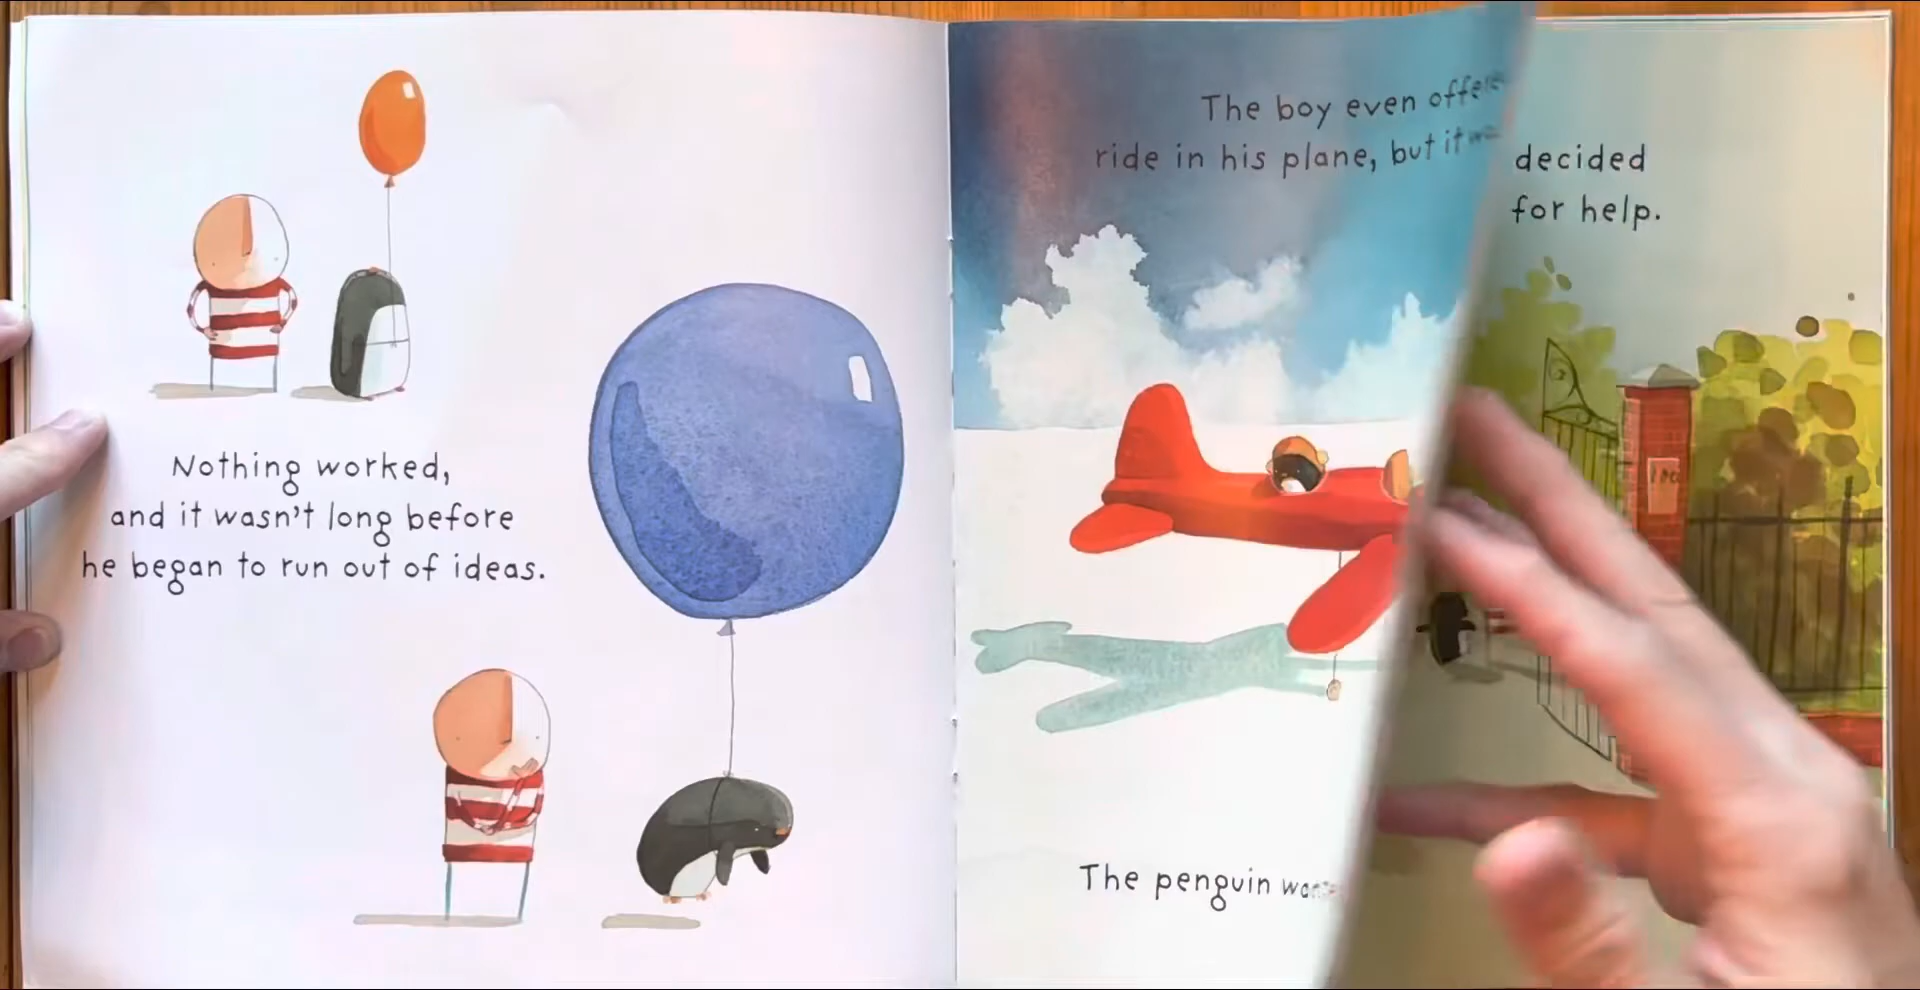 Nothing worked,
and it wasn't long before
he began to run out of ideas.
The boy even
ride in his plane, but it
The penguin
decided
for help.